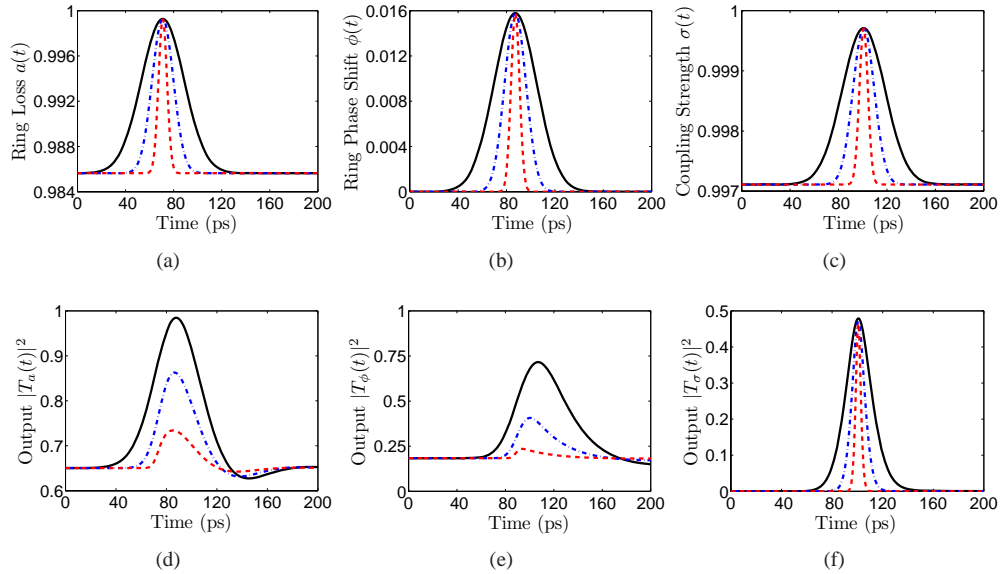 1
0.996
0.992
0.988
0.984
0 40 80 120 160 200
Ring Loss a(t)
Time (ps)
(a)
0.016
0.012
0.008
0.004
0
0 40 80 120 160 200
Ring Phase Shift ϕ(t)
Time (ps)
(b)
1
0.999
0.998
0.997
0 40 80 120 160 200
Coupling Strength σ(t)
Time (ps)
(c)
1
0.9
0.8
0.7
0.6
0 40 80 120 160 200
Output |Tₐ(t)|²
Time (ps)
(d)
1
0.75
0.5
0.25
0
0 40 80 120 160 200
Output |T_ϕ(t)|²
Time (ps)
(e)
0.5
0.4
0.3
0.2
0.1
0
0 40 80 120 160 200
Output |T_σ(t)|²
Time (ps)
(f)